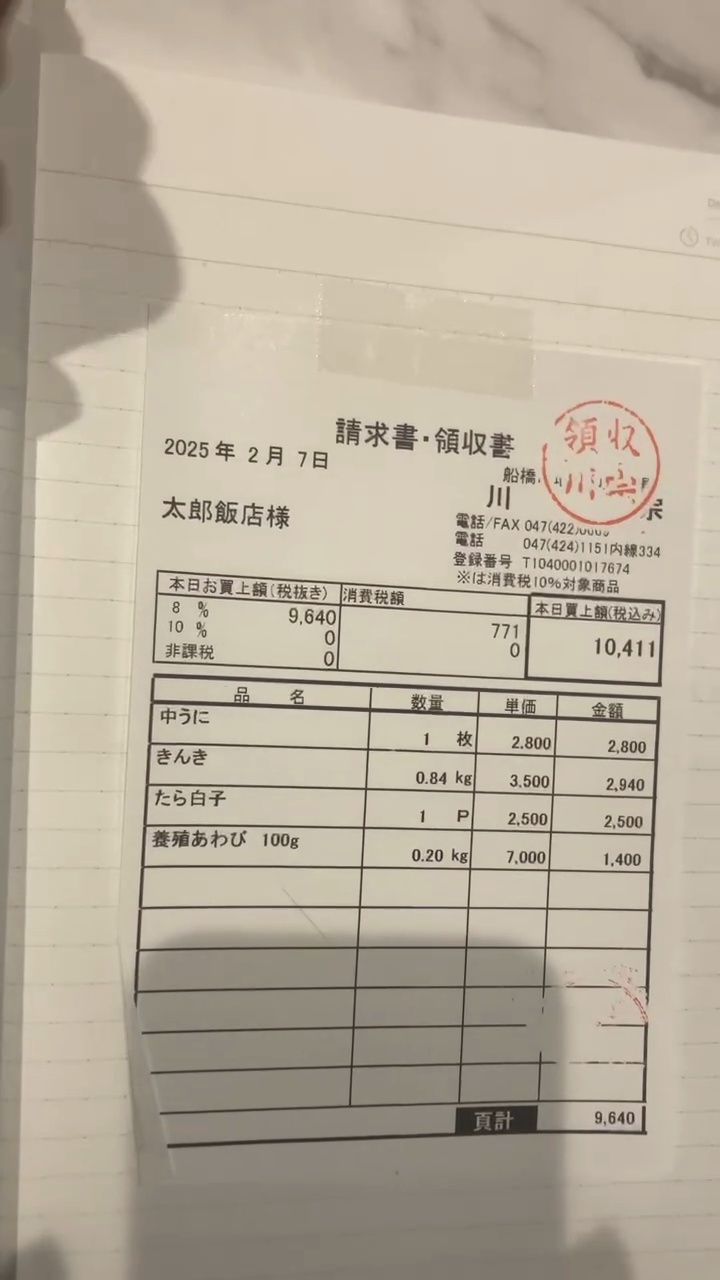 請求書・領収書
2025年 2月 7日
領収
船橋
川
太郎飯店様
電話/FAX 047(422)
電話 047(424)1151内線334
登録番号 T1040001017674
※は消費税10%対象商品
本日お買上額(税抜き) 消費税額 本日買上額(税込み)
8 % 9,640 771 10,411
10 % 0 0
非課税 0
品 名 数量 単価 金額
中うに 1 枚 2,800 2,800
きんき 0.84 kg 3,500 2,940
たら白子 1 P 2,500 2,500
養殖あわび 100g 0.20 kg 7,000 1,400
頁計 9,640